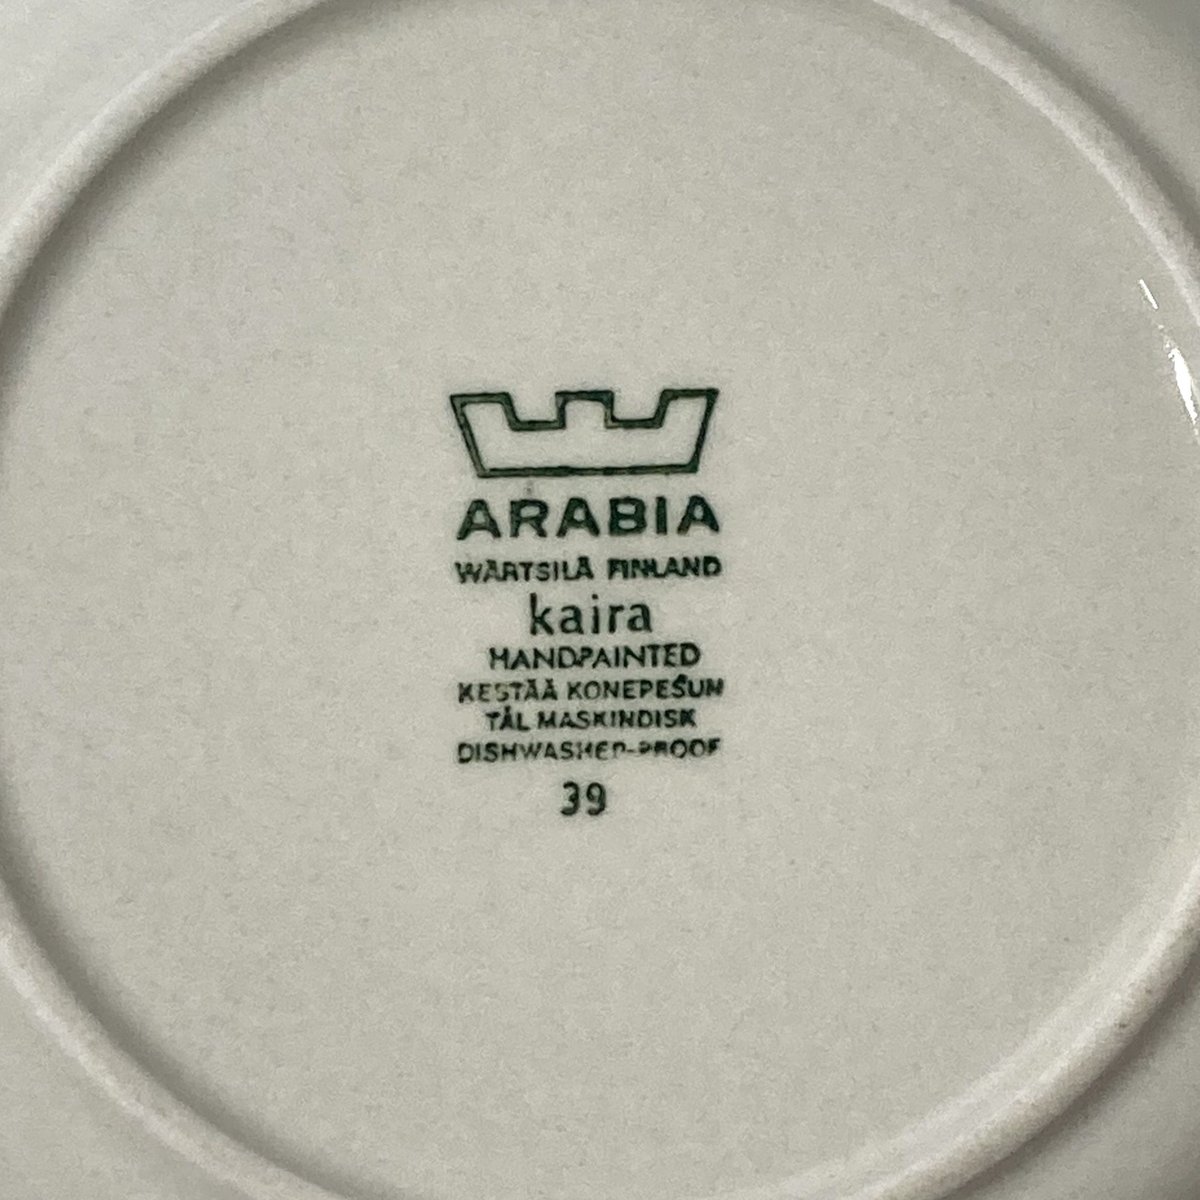 ARABIA
WÄRTSILÄ FINLAND
kaira
HANDPAINTED
KESTÄÄ KONEPESUN
TÅL MASKINDISK
DISHWASHER-PROOF
39